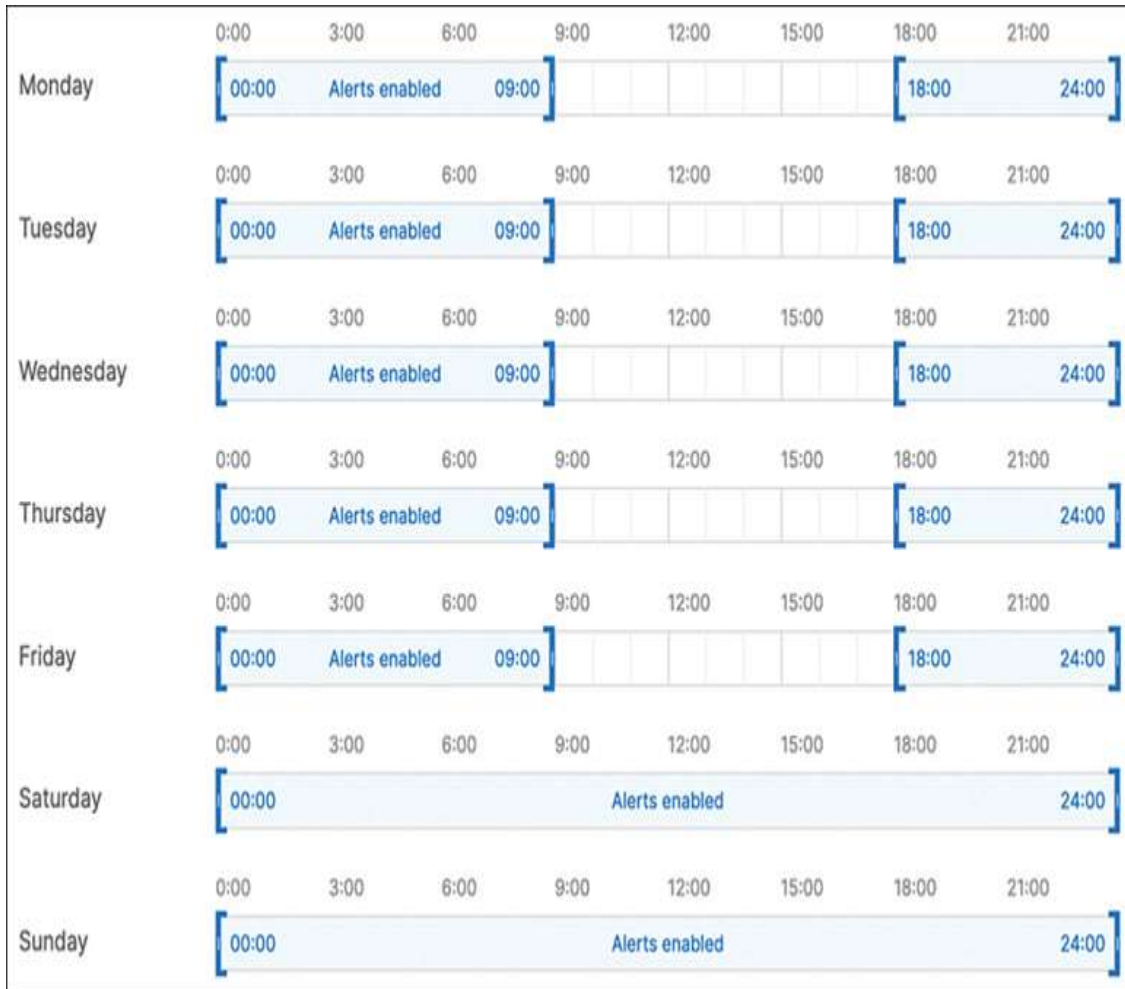 0:00 3:00 6:00 9:00 12:00 15:00 18:00 21:00
Monday 00:00 Alerts enabled 09:00 18:00 24:00
0:00 3:00 6:00 9:00 12:00 15:00 18:00 21:00
Tuesday 00:00 Alerts enabled 09:00 18:00 24:00
0:00 3:00 6:00 9:00 12:00 15:00 18:00 21:00
Wednesday 00:00 Alerts enabled 09:00 18:00 24:00
0:00 3:00 6:00 9:00 12:00 15:00 18:00 21:00
Thursday 00:00 Alerts enabled 09:00 18:00 24:00
0:00 3:00 6:00 9:00 12:00 15:00 18:00 21:00
Friday 00:00 Alerts enabled 09:00 18:00 24:00
0:00 3:00 6:00 9:00 12:00 15:00 18:00 21:00
Saturday 00:00 Alerts enabled 24:00
0:00 3:00 6:00 9:00 12:00 15:00 18:00 21:00
Sunday 00:00 Alerts enabled 24:00